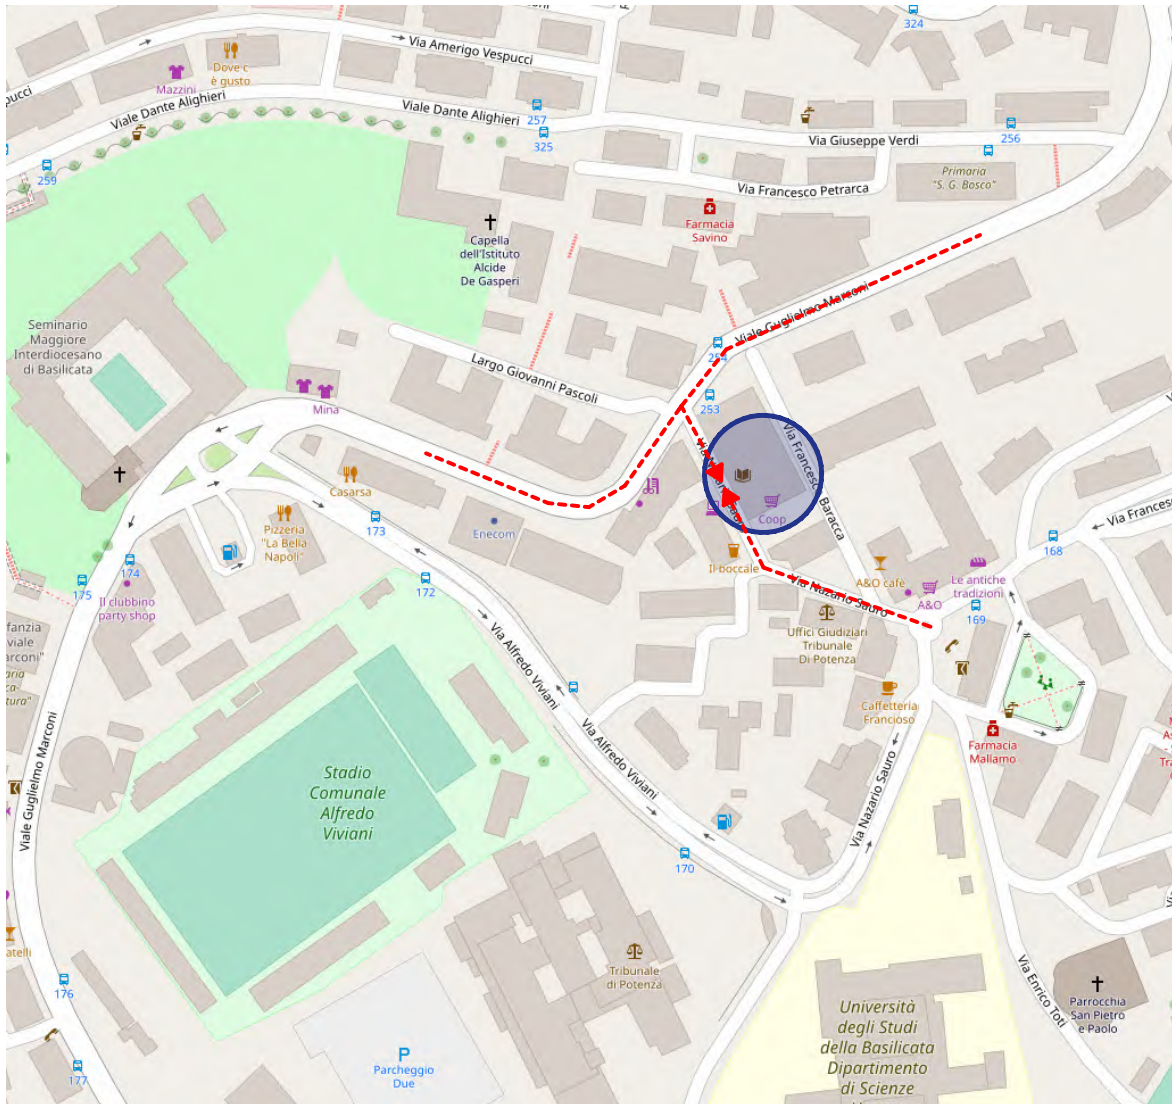 324
Via Amerigo Vespucci
Dove c
è gusto
Mazzini
Viale Dante Alighieri
Viale Dante Alighieri
257
325
256
Via Giuseppe Verdi
259
Primaria
"S. G. Bosco"
Via Francesco Petrarca
Farmacia
Savino
Capella
dell'Istituto
Alcide
De Gasperi
Viale Guglielmo Marconi
254
Seminario
Maggiore
Interdiocesano
di Basilicata
Largo Giovanni Pascoli
253
Mina
Via Francesco Baracca
Casarsa
Coop
173
Enecom
Pizzeria
"La Bella
Napoli"
Via Francesc
168
174
175
172
Il boccale
Via Nazario Sauro
A&O cafè
Le antiche
tradizioni
A&O
169
Il clubbino
party shop
Uffici Giudiziari
Tribunale
Di Potenza
Via Alfredo Viviani
Caffetteria
Francioso
Farmacia
Mallamo
Via Alfredo Viviani
Viale Guglielmo Marconi
Stadio
Comunale
Alfredo
Viviani
Via Nazario Sauro
170
Tribunale
di Potenza
176
Via Enrico Toti
Parrocchia
San Pietro
e Paolo
Università
degli Studi
della Basilicata
Dipartimento
di Scienze
P
Parcheggio
Due
177